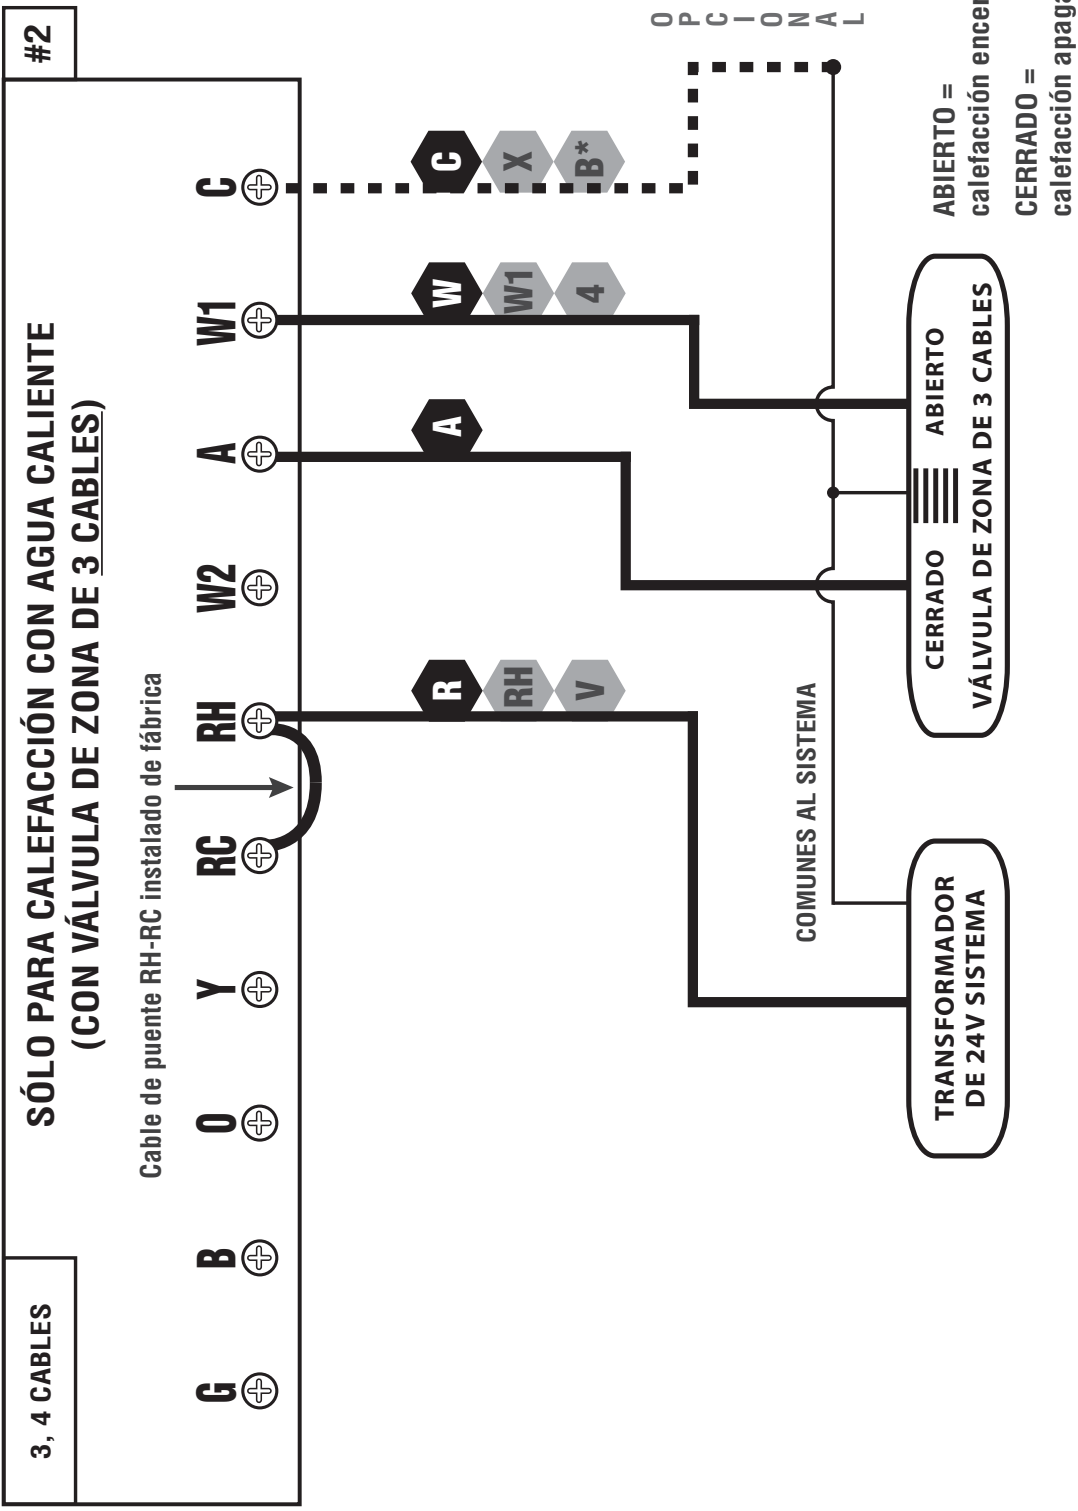 3, 4 CABLES
#2
SÓLO PARA CALEFACCIÓN CON AGUA CALIENTE
(CON VÁLVULA DE ZONA DE 3 CABLES)
Cable de puente RH-RC instalado de fábrica
G B O Y RC RH W2 A W1 C
R
RH
V
A
W
W1
4
C
X
B*
OPCIONAL
COMUNES AL SISTEMA
TRANSFORMADOR
DE 24V SISTEMA
CERRADO
ABIERTO
VÁLVULA DE ZONA DE 3 CABLES
ABIERTO =
calefacción
CERRADO =
calefacción